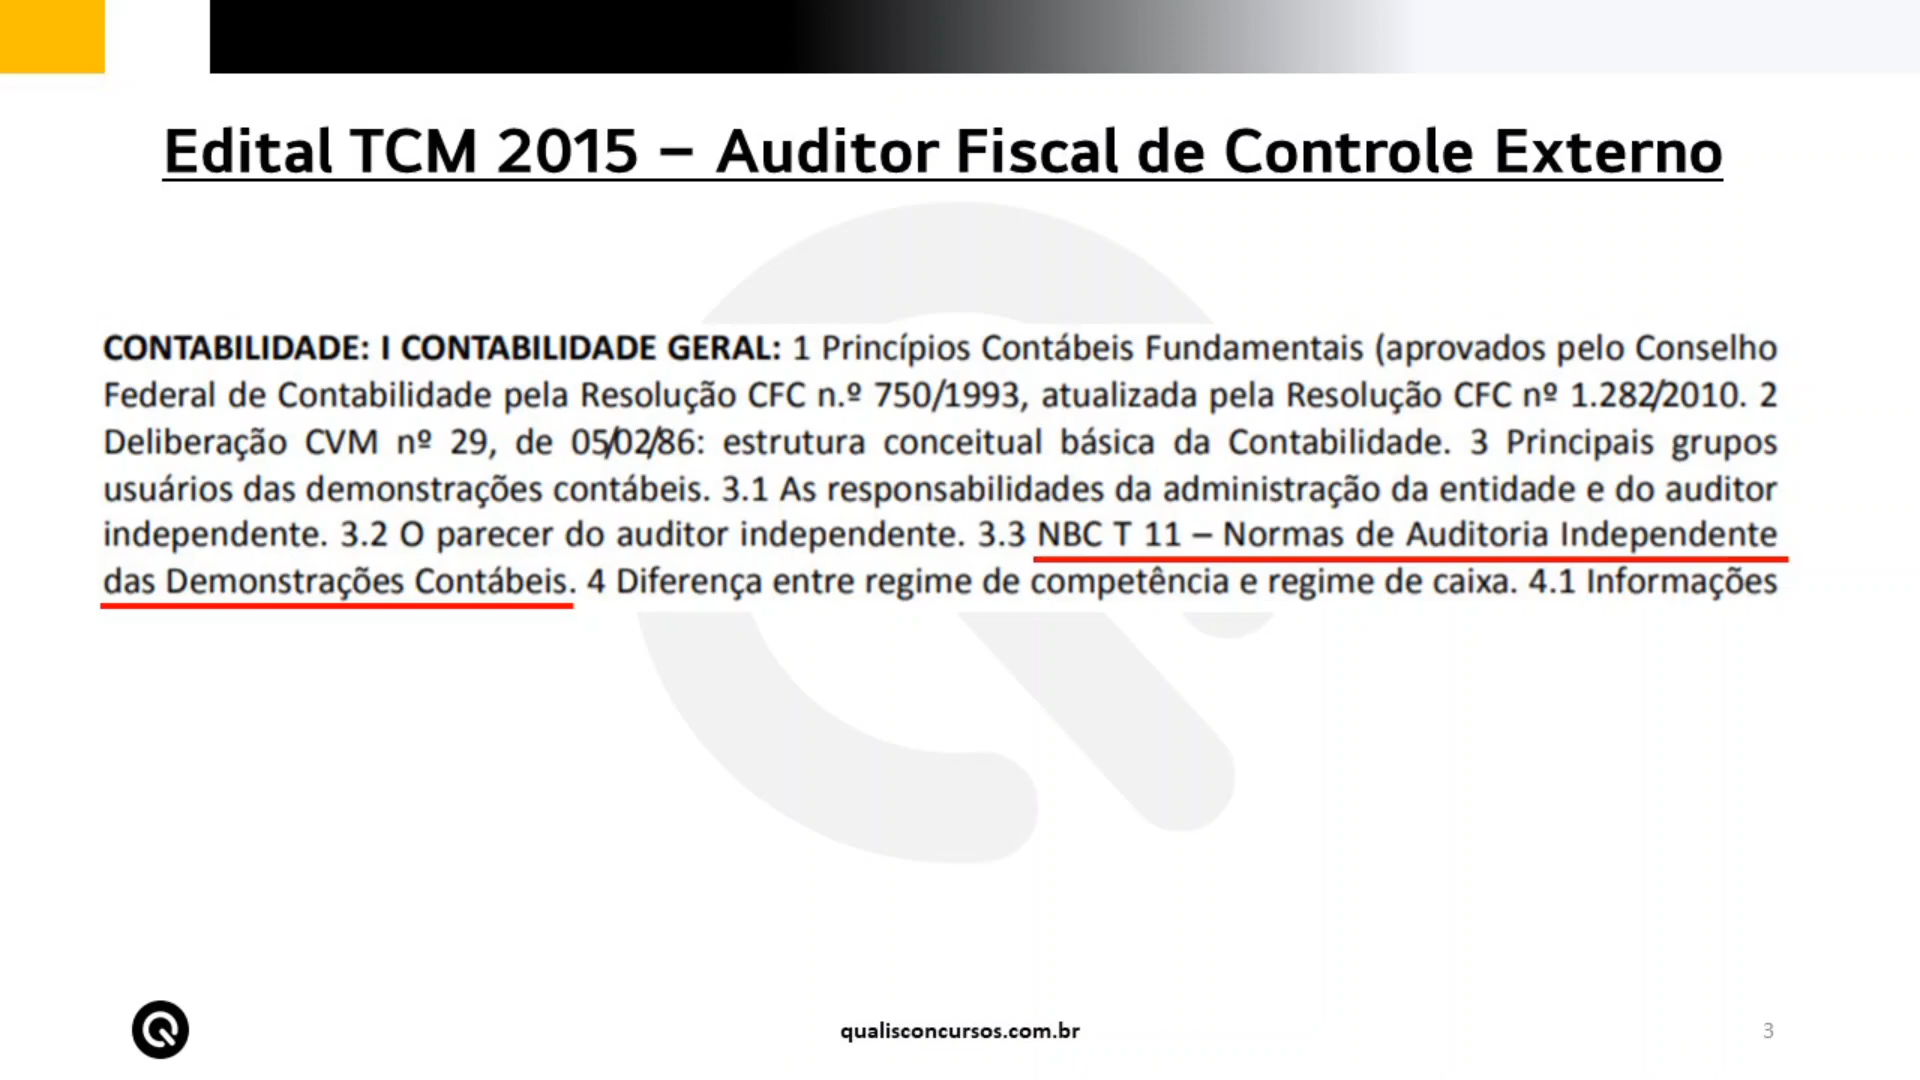 Edital TCM 2015 – Auditor Fiscal de Controle Externo
CONTABILIDADE: I CONTABILIDADE GERAL: 1 Princípios Contábeis Fundamentais (aprovados pelo Conselho
Federal de Contabilidade pela Resolução CFC n.º 750/1993, atualizada pela Resolução CFC nº 1.282/2010. 2
Deliberação CVM nº 29, de 05/02/86: estrutura conceitual básica da Contabilidade. 3 Principais grupos
usuários das demonstrações contábeis. 3.1 As responsabilidades da administração da entidade e do auditor
independente. 3.2 O parecer do auditor independente. 3.3 NBC T 11 – Normas de Auditoria Independente
das Demonstrações Contábeis. 4 Diferença entre regime de competência e regime de caixa. 4.1 Informações
qualisconcursos.com.br
3